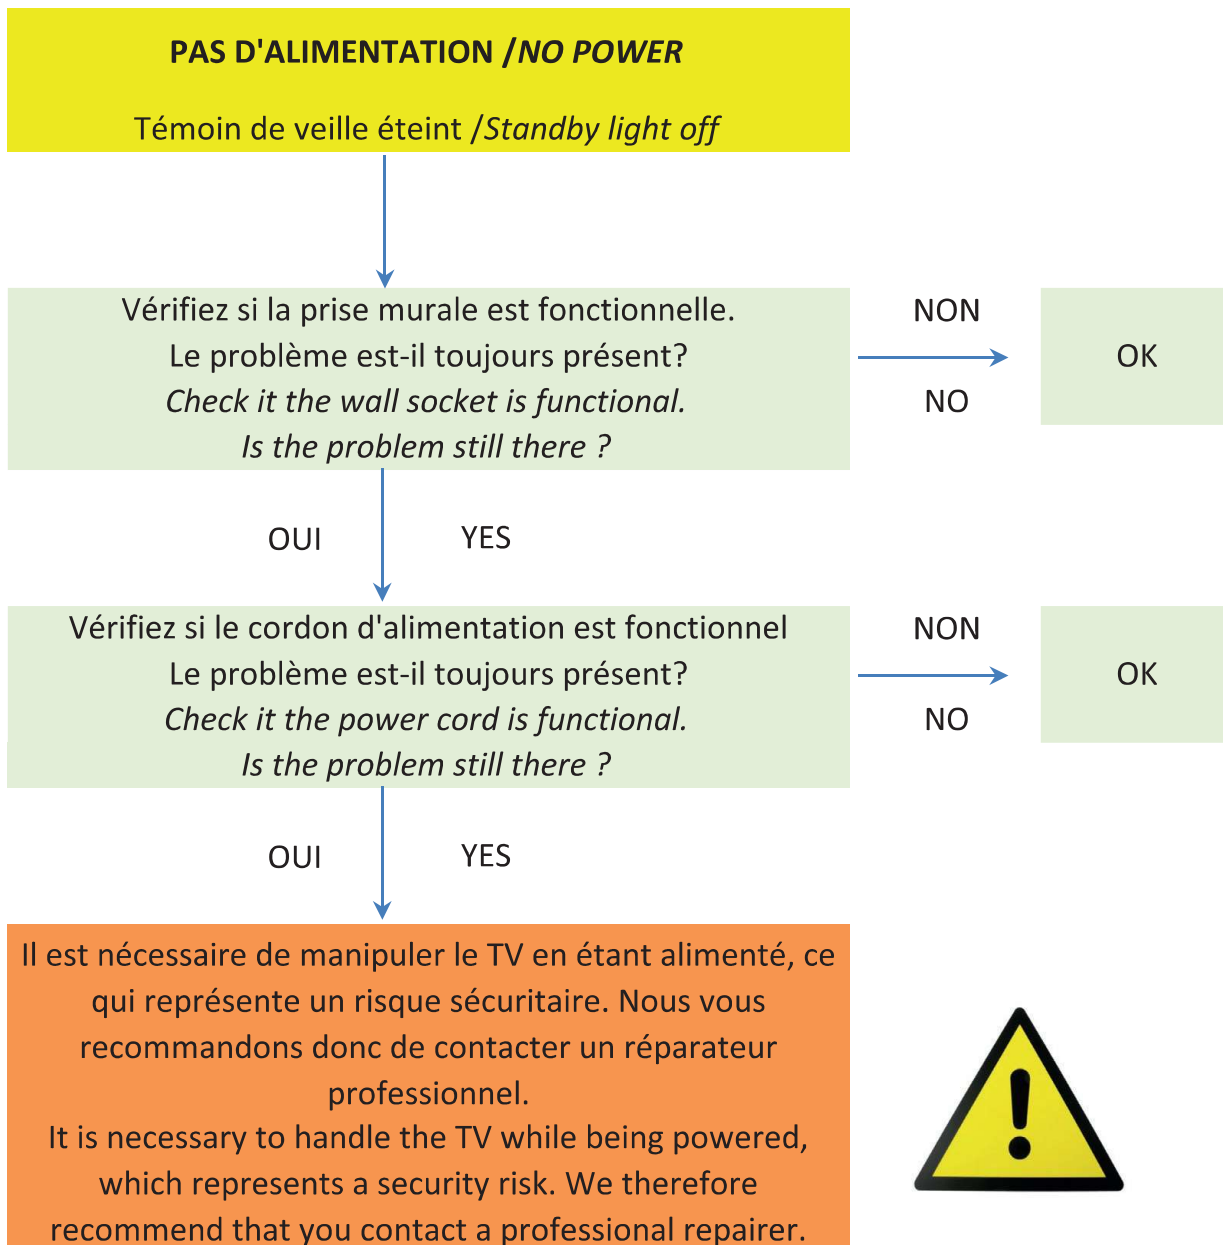 PAS D'ALIMENTATION /NO POWER
Témoin de veille éteint /Standby light off
Vérifiez si la prise murale est fonctionnelle.
Le problème est-il toujours présent?
Check it the wall socket is functional.
Is the problem still there ?
NON
NO
OK
OUI
YES
Vérifiez si le cordon d'alimentation est fonctionnel
Le problème est-il toujours présent?
Check it the power cord is functional.
Is the problem still there ?
NON
NO
OK
OUI
YES
Il est nécessaire de manipuler le TV en étant alimenté, ce
qui représente un risque sécuritaire. Nous vous
recommandons donc de contacter un réparateur
professionnel.
It is necessary to handle the TV while being powered,
which represents a security risk. We therefore
recommend that you contact a professional repairer.